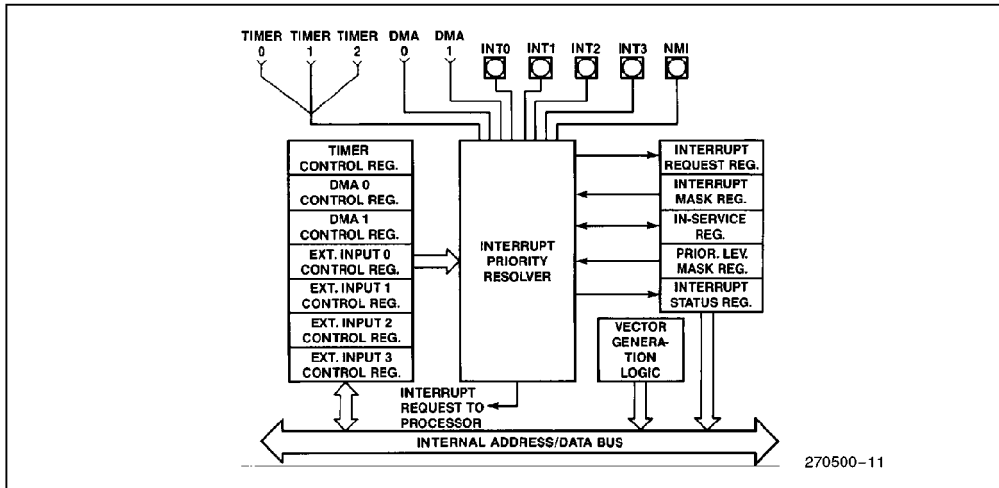 TIMER TIMER TIMER DMA DMA
0 1 2 0 1
INT0 INT1 INT2 INT3 NMI
TIMER
CONTROL REG.
DMA 0
CONTROL REG.
DMA 1
CONTROL REG.
EXT. INPUT 0
CONTROL REG.
EXT. INPUT 1
CONTROL REG.
EXT. INPUT 2
CONTROL REG.
EXT. INPUT 3
CONTROL REG.
INTERRUPT
PRIORITY
RESOLVER
INTERRUPT
REQUEST REG.
INTERRUPT
MASK REG.
IN-SERVICE
REG.
PRIOR. LEV.
MASK REG.
INTERRUPT
STATUS REG.
VECTOR
GENERA-
TION
LOGIC
INTERRUPT
REQUEST TO
PROCESSOR
INTERNAL ADDRESS/DATA BUS
270500-11